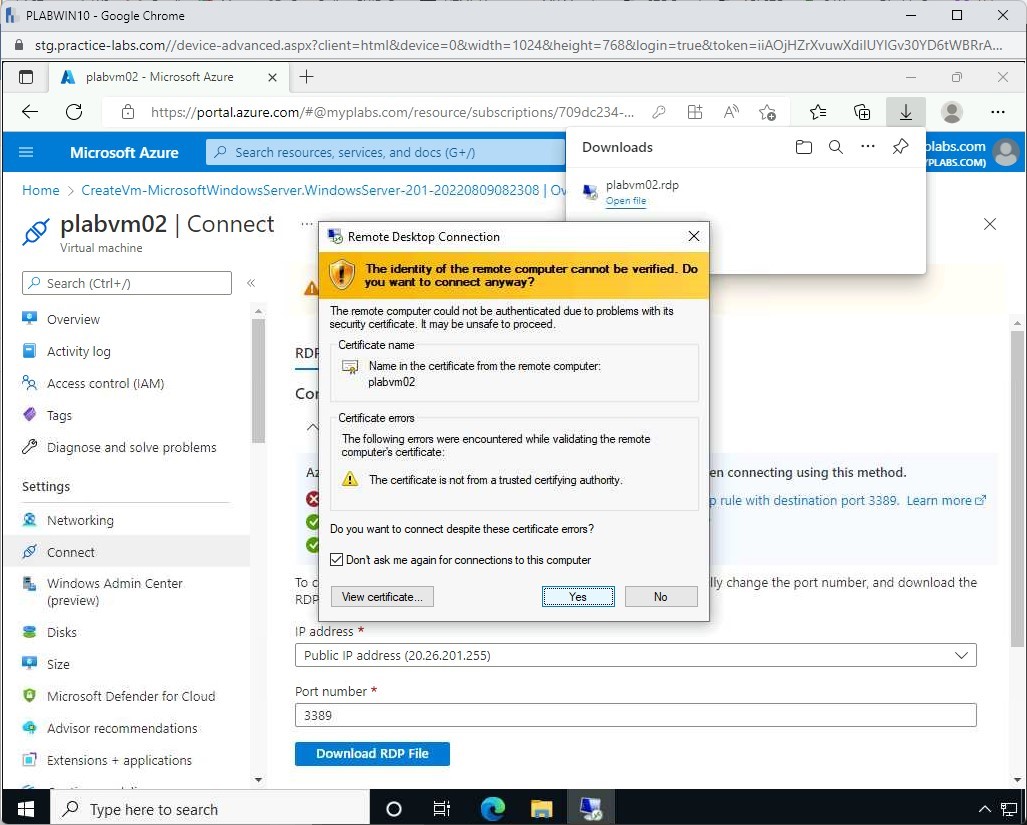 PLABWIN10 - Google Chrome
stg.practice-labs.com//device-advanced.aspx?client=html&device=0&width=1024&height=768&login=true&token=iiAOjHZrXvuwXdilUYIGv30YD6tWBRrA...
plabvm02 - Microsoft Azure
https://portal.azure.com/#@myplabs.com/resource/subscriptions/709dc234-...
Microsoft Azure
Search resources, services, and docs (G+/)
Downloads
plabs.com
YPLABS.COM)
plabvm02.rdp
Open file
Home > CreateVm-MicrosoftWindowsServer.WindowsServer-201-20220809082308 | Ov
plabvm02 | Connect ...
Virtual machine
Search (Ctrl+/)
«
Overview
Activity log
Access control (IAM)
Tags
Diagnose and solve problems
Settings
Networking
Connect
Windows Admin Center
(preview)
Disks
Size
Microsoft Defender for Cloud
Advisor recommendations
Extensions + applications
Remote Desktop Connection
The identity of the remote computer cannot be verified. Do
you want to connect anyway?
The remote computer could not be authenticated due to problems with its
security certificate. It may be unsafe to proceed.
Certificate name
Name in the certificate from the remote computer:
plabvm02
Certificate errors
The following errors were encountered while validating the remote
computer's certificate:
The certificate is not from a trusted certifying authority.
Do you want to connect despite these certificate errors?
Don't ask me again for connections to this computer
View certificate...
Yes
No
RDP
Con
Az
en connecting using this method.
p rule with destination port 3389. Learn more
To c
lly change the port number, and download the
RDP
IP address *
Public IP address (20.26.201.255)
Port number *
3389
Download RDP File
Type here to search